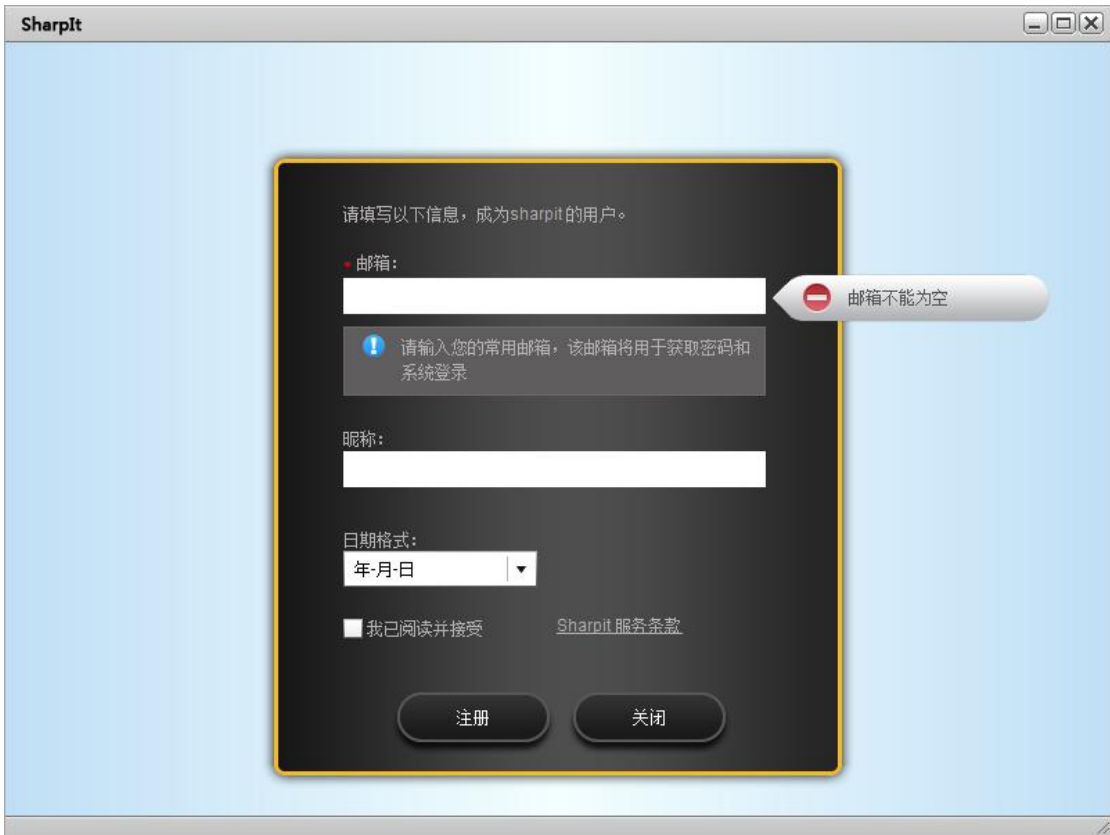 SharpIt
请填写以下信息，成为sharpit的用户。
* 邮箱：
邮箱不能为空
请输入您的常用邮箱，该邮箱将用于获取密码和
系统登录
昵称：
日期格式：
年-月-日
我已阅读并接受 Sharpit 服务条款
注册 关闭